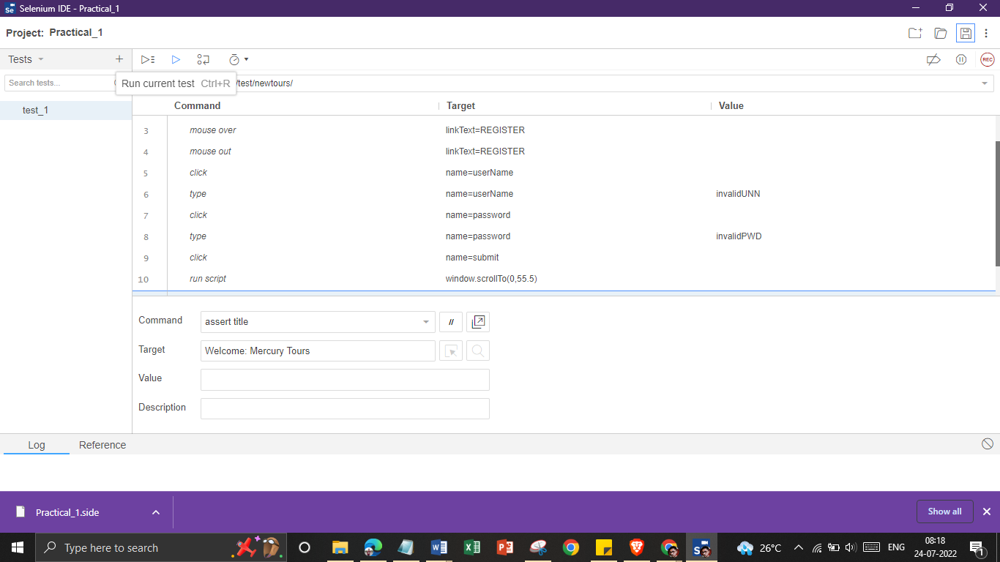 Se Selenium IDE - Practical_1
Project: Practical_1
Tests
REC
Search tests...
Run current test Ctrl+R
/test/newtours/
test_1
Command Target Value
3 mouse over linkText=REGISTER
4 mouse out linkText=REGISTER
5 click name=userName
6 type name=userName invalidUNN
7 click name=password
8 type name=password invalidPWD
9 click name=submit
10 run script window.scrollTo(0,55.5)
Command assert title //
Target Welcome: Mercury Tours
Value
Description
Log Reference
Practical_1.side
Show all
Type here to search
26°C
ENG
08:18
24-07-2022
1